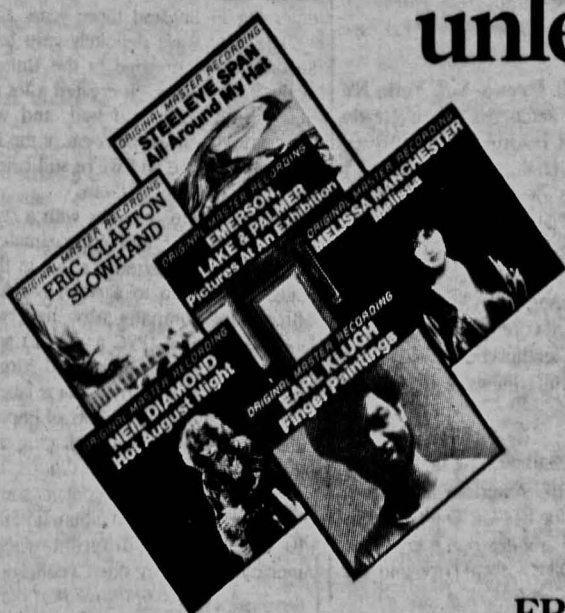 unle
ORIGINAL MASTER RECORDING
STEELEYE SPAN
All Around My Hat
ORIGINAL MASTER RECORDING
ERIC CLAPTON
SLOWHAND
ORIGINAL MASTER RECORDING
EMERSON,
LAKE & PALMER
Pictures At An Exhibition
ORIGINAL MASTER RECORDING
MELISSA MANCHESTER
Melissa
ORIGINAL MASTER RECORDING
NEIL DIAMOND
Hot August Night
ORIGINAL MASTER RECORDING
EARL KLUGH
Finger Paintings